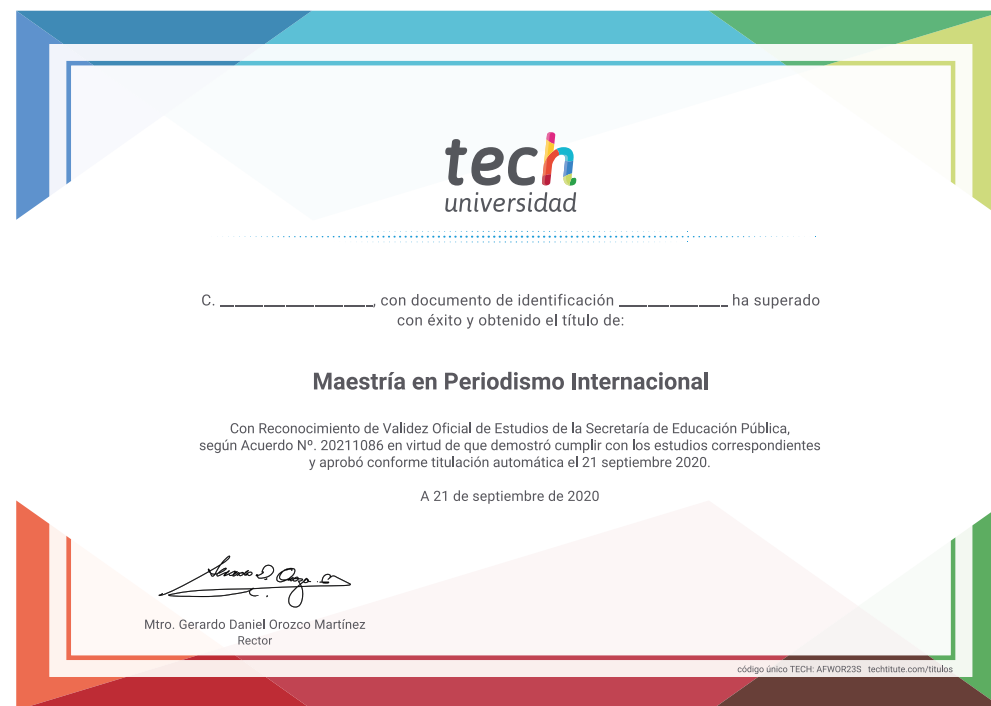 tech
universidad
C. ____________________, con documento de identificación ______________ ha superado
con éxito y obtenido el título de:
Maestría en Periodismo Internacional
Con Reconocimiento de Validez Oficial de Estudios de la Secretaría de Educación Pública,
según Acuerdo Nº. 20211086 en virtud de que demostró cumplir con los estudios correspondientes
y aprobó conforme titulación automática el 21 septiembre 2020.
A 21 de septiembre de 2020
Mtro. Gerardo Daniel Orozco Martínez
Rector
código único TECH: AFWOR23S techtitute.com/titulos